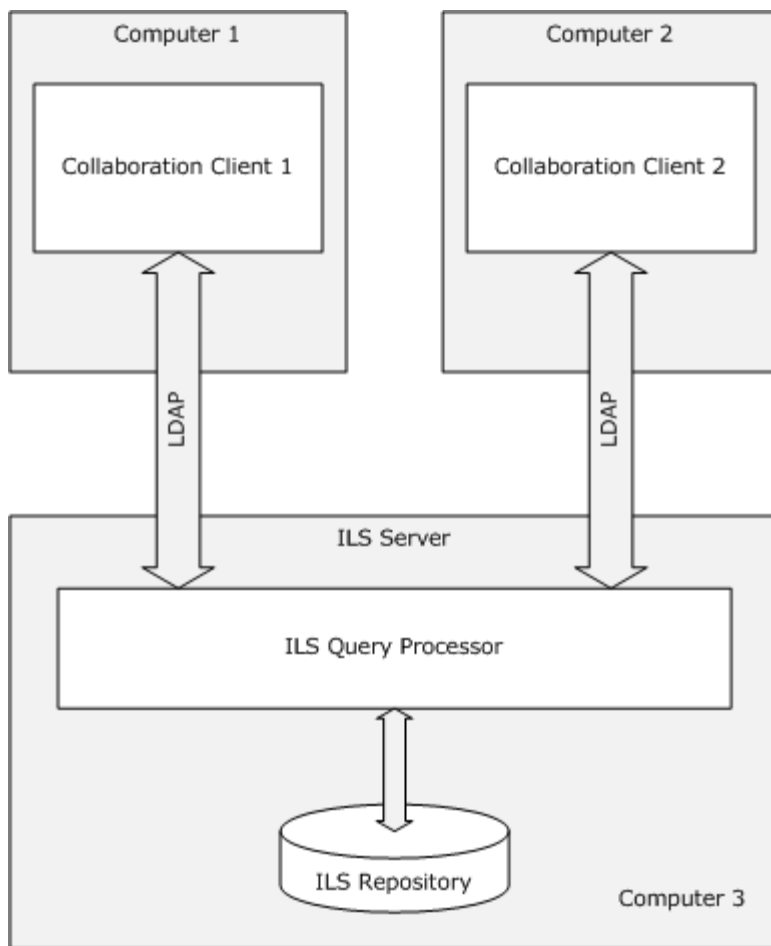 Computer 1
Computer 2
Collaboration Client 1
Collaboration Client 2
LDAP
LDAP
ILS Server
ILS Query Processor
ILS Repository
Computer 3